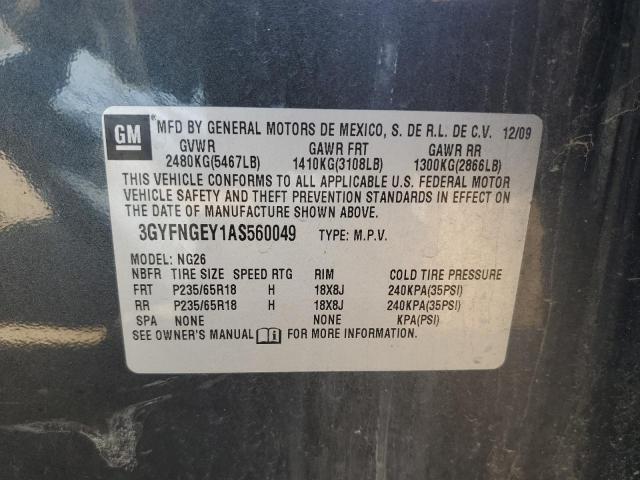 GM® MFD BY GENERAL MOTORS DE MEXICO, S. DE R.L. DE C.V. 12/09
GVWR GAWR FRT GAWR RR
2480KG(5467LB) 1410KG(3108LB) 1300KG(2866LB)
THIS VEHICLE CONFORMS TO ALL APPLICABLE U.S. FEDERAL MOTOR
VEHICLE SAFETY AND THEFT PREVENTION STANDARDS IN EFFECT ON
THE DATE OF MANUFACTURE SHOWN ABOVE.
3GYFNGEY1AS560049 TYPE: M.P.V.
MODEL: NG26
NBFR TIRE SIZE SPEED RTG RIM COLD TIRE PRESSURE
FRT P235/65R18 H 18X8J 240KPA(35PSI)
RR P235/65R18 H 18X8J 240KPA(35PSI)
SPA NONE NONE KPA(PSI)
SEE OWNER'S MANUAL i FOR MORE INFORMATION.